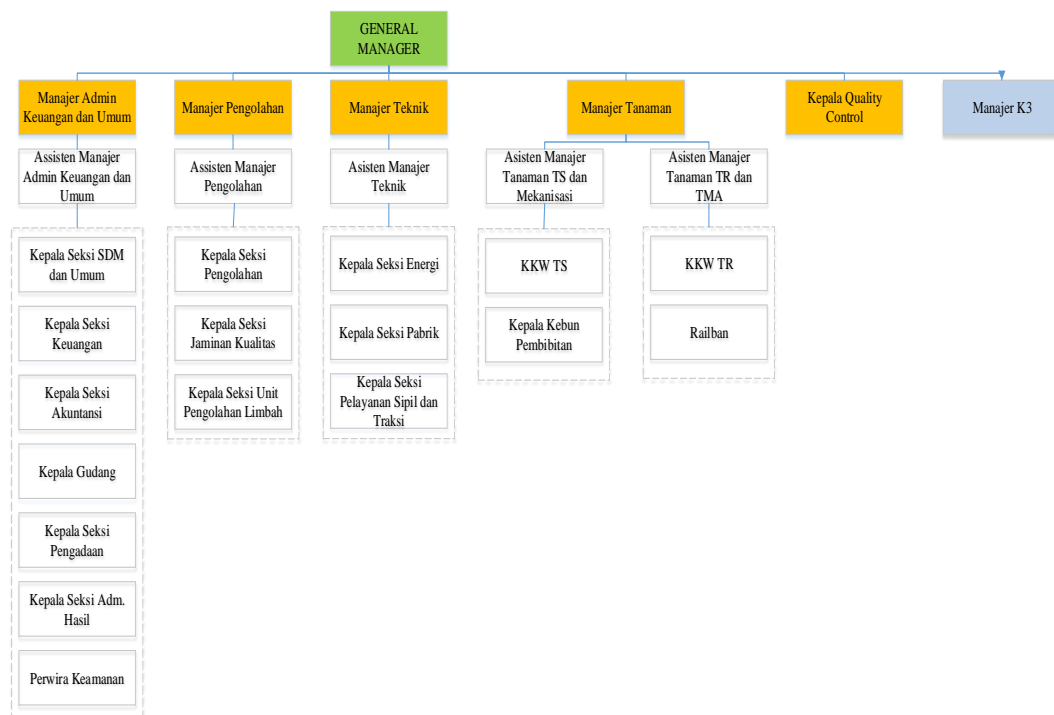 GENERAL
MANAGER
Manajer Admin
Keuangan dan Umum
Manajer Pengolahan
Manajer Teknik
Manajer Tanaman
Kepala Quality
Control
Manajer K3
Assisten Manajer
Admin Keuangan dan
Umum
Assisten Manajer
Pengolahan
Asisten Manajer
Teknik
Asisten Manajer
Tanaman TS dan
Mekanisasi
Asisten Manajer
Tanaman TR dan
TMA
Kepala Seksi SDM
dan Umum
Kepala Seksi
Keuangan
Kepala Seksi
Akuntansi
Kepala Gudang
Kepala Seksi
Pengadaan
Kepala Seksi Adm.
Hasil
Perwira Keamanan
Kepala Seksi
Pengolahan
Kepala Seksi
Jaminan Kualitas
Kepala Seksi Unit
Pengolahan Limbah
Kepala Seksi Energi
Kepala Seksi Pabrik
Kepala Seksi
Pelayanan Sipil dan
Traksi
KKW TS
Kepala Kebun
Pembibitan
KKW TR
Railban